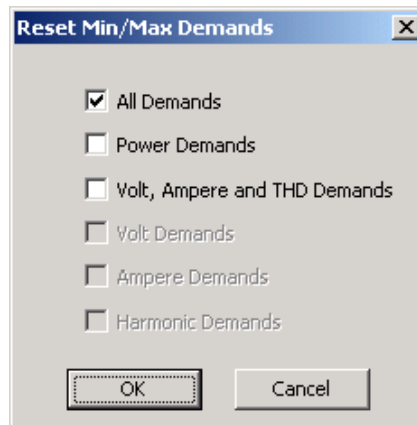 Reset Min/Max Demands
All Demands
Power Demands
Volt, Ampere and THD Demands
Volt Demands
Ampere Demands
Harmonic Demands
OK Cancel